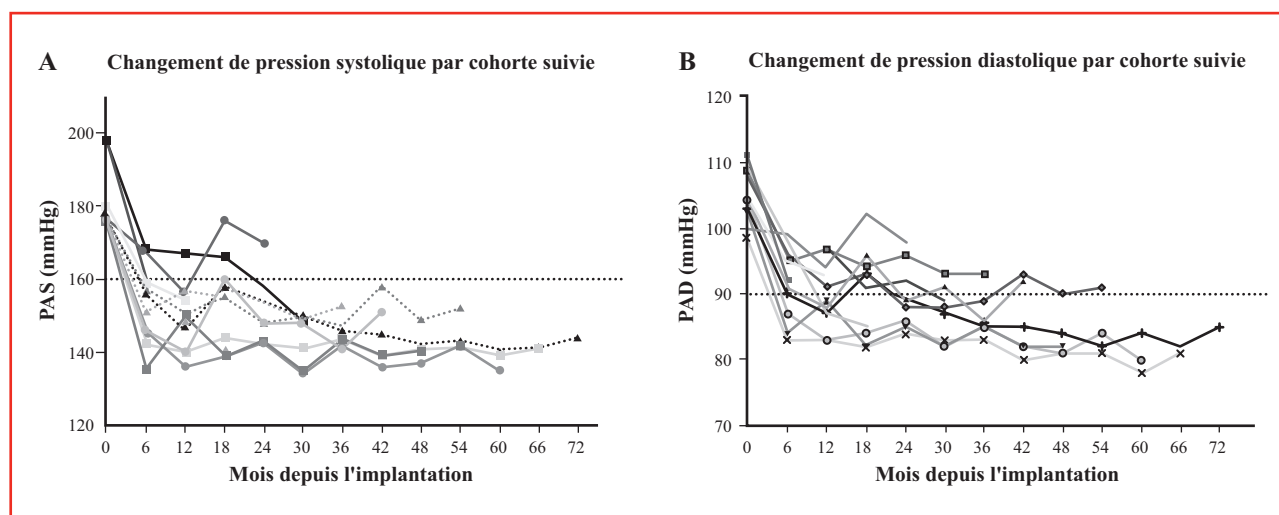 A Changement de pression systolique par cohorte suivie
200
180
160
140
120
PAS (mmHg)
0 6 12 18 24 30 36 42 48 54 60 66 72
Mois depuis l'implantation
B Changement de pression diastolique par cohorte suivie
120
110
100
90
80
70
PAD (mmHg)
0 6 12 18 24 30 36 42 48 54 60 66 72
Mois depuis l'implantation